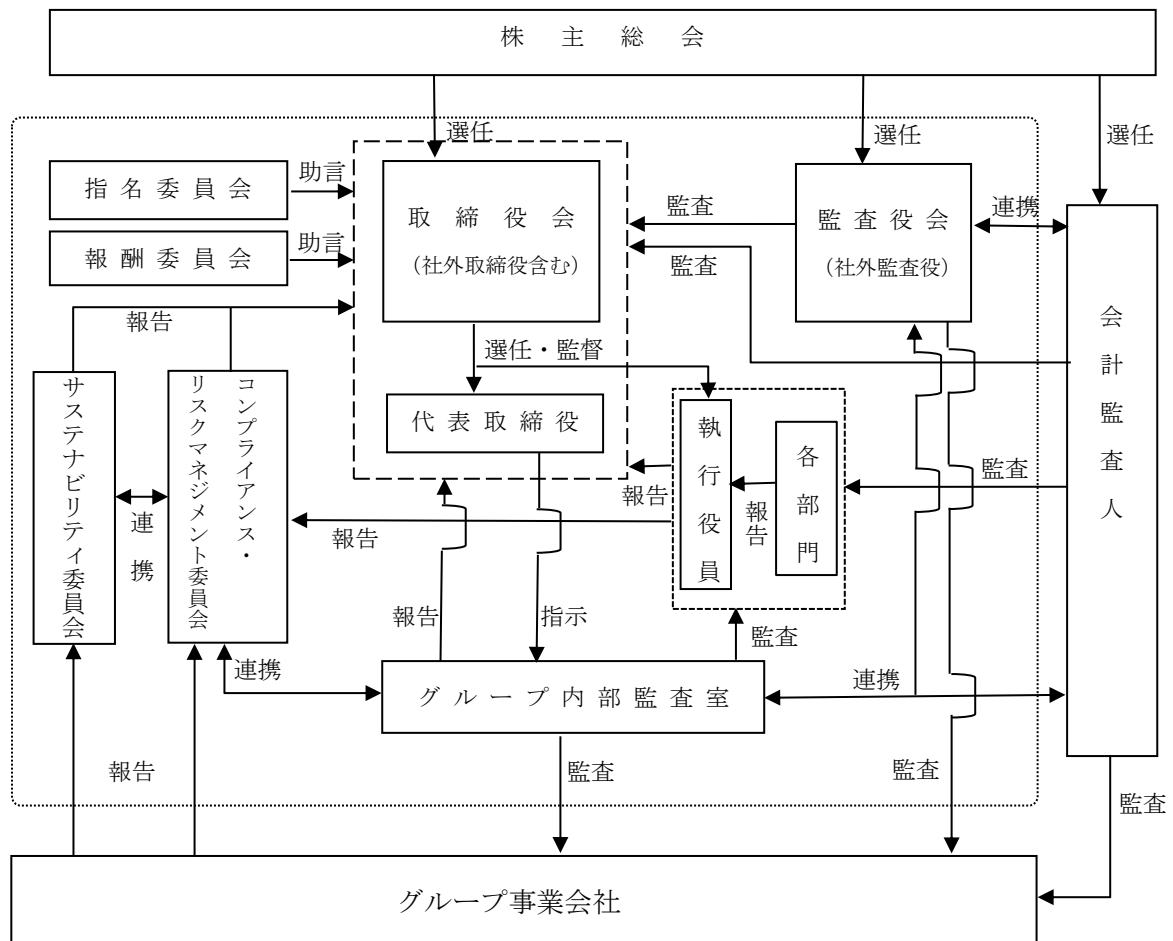 株主総会
選任
選任
選任
指名委員会
助言
報酬委員会
助言
取締役会
（社外取締役含む）
監査
監査
監査役会
（社外監査役）
連携
報告
選任・監督
代表取締役
会計監査人
サステナビリティ委員会
連携
コンプライアンス・
リスクマネジメント委員会
執行役員
報告
各部門
報告
監査
報告
報告
指示
監査
連携
グループ内部監査室
連携
報告
監査
監査
監査
グループ事業会社